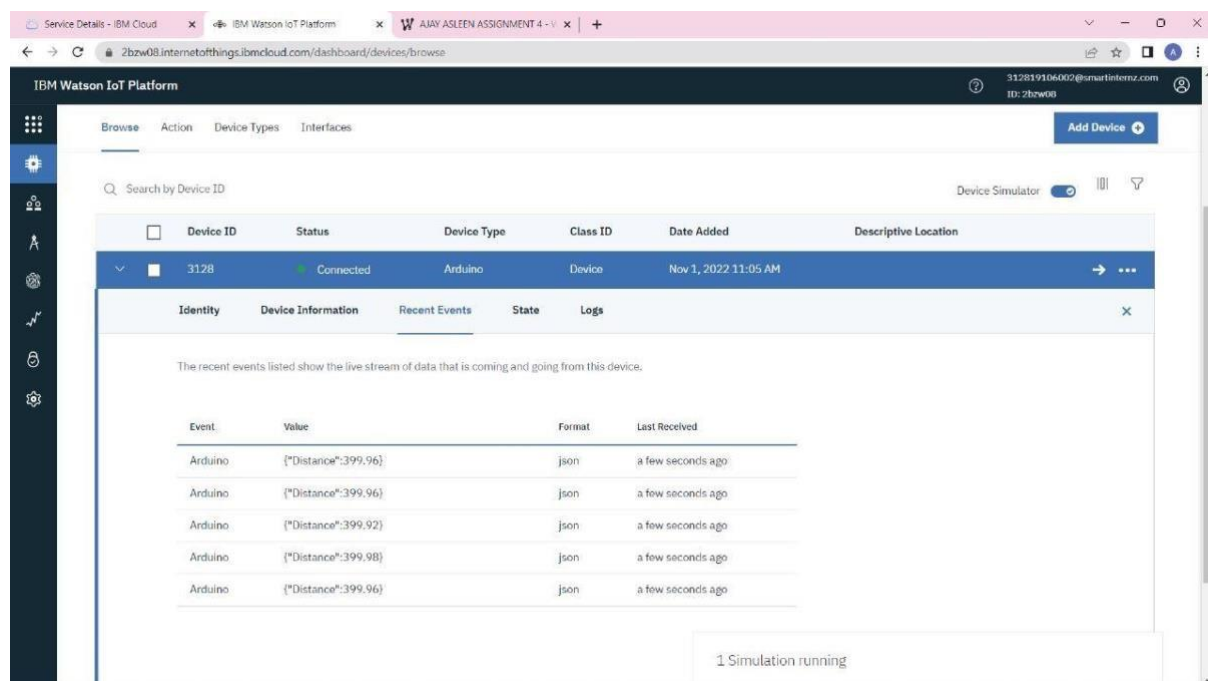 Service Details - IBM Cloud
IBM Watson IoT Platform
AJAY ASLEEN ASSIGNMENT 4 -
2bzw08.internetofthings.ibmcloud.com/dashboard/devices/browse
A
IBM Watson IoT Platform
312819106002@smartinternz.com
ID: 2bzw08
Browse Action Device Types Interfaces
Add Device
Search by Device ID
Device Simulator
Device ID Status Device Type Class ID Date Added Descriptive Location
3128 Connected Arduino Device Nov 1, 2022 11:05 AM
Identity Device Information Recent Events State Logs
The recent events listed show the live stream of data that is coming and going from this device.
Event Value Format Last Received
Arduino {"Distance":399.96} json a few seconds ago
Arduino {"Distance":399.96} json a few seconds ago
Arduino {"Distance":399.92} json a few seconds ago
Arduino {"Distance":399.98} json a few seconds ago
Arduino {"Distance":399.96} json a few seconds ago
1 Simulation running